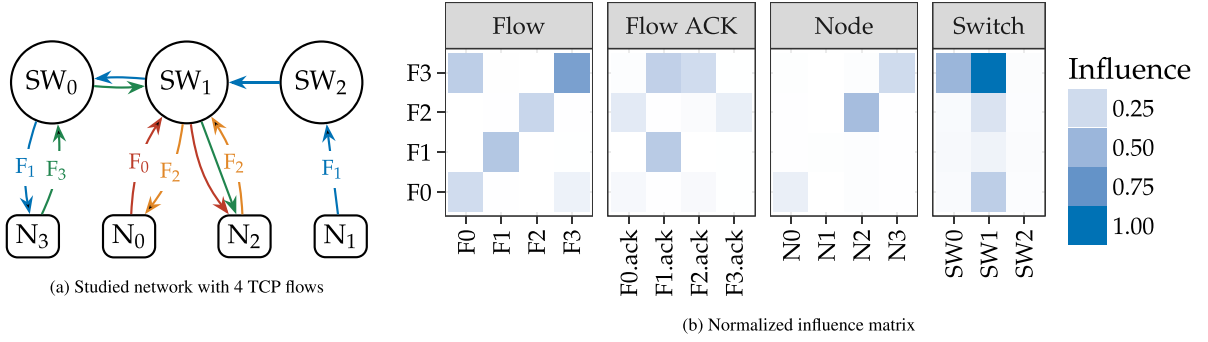 SW0 SW1 SW2
F1 F3 F0 F2 F2 F1
N3 N0 N2 N1
(a) Studied network with 4 TCP flows
Flow Flow ACK Node Switch
F3
F2
F1
F0
F0 F1 F2 F3 F0.ack F1.ack F2.ack F3.ack N0 N1 N2 N3 SW0 SW1 SW2
Influence
0.25
0.50
0.75
1.00
(b) Normalized influence matrix